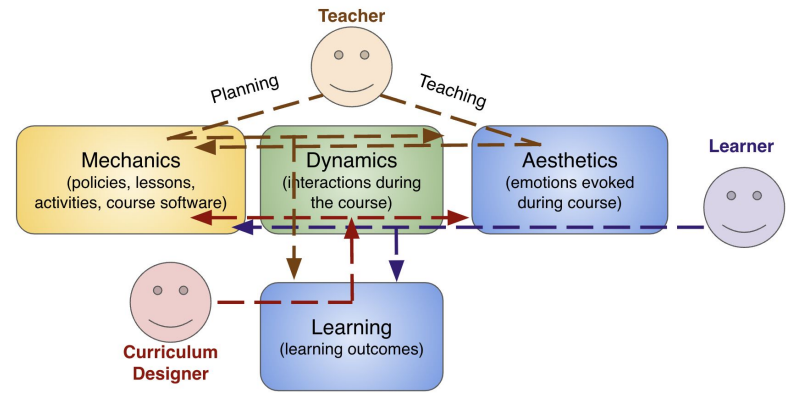 Teacher
Planning
Teaching
Mechanics
(policies, lessons,
activities, course software)
Dynamics
(interactions during
the course)
Aesthetics
(emotions evoked
during course)
Learner
Curriculum
Designer
Learning
(learning outcomes)